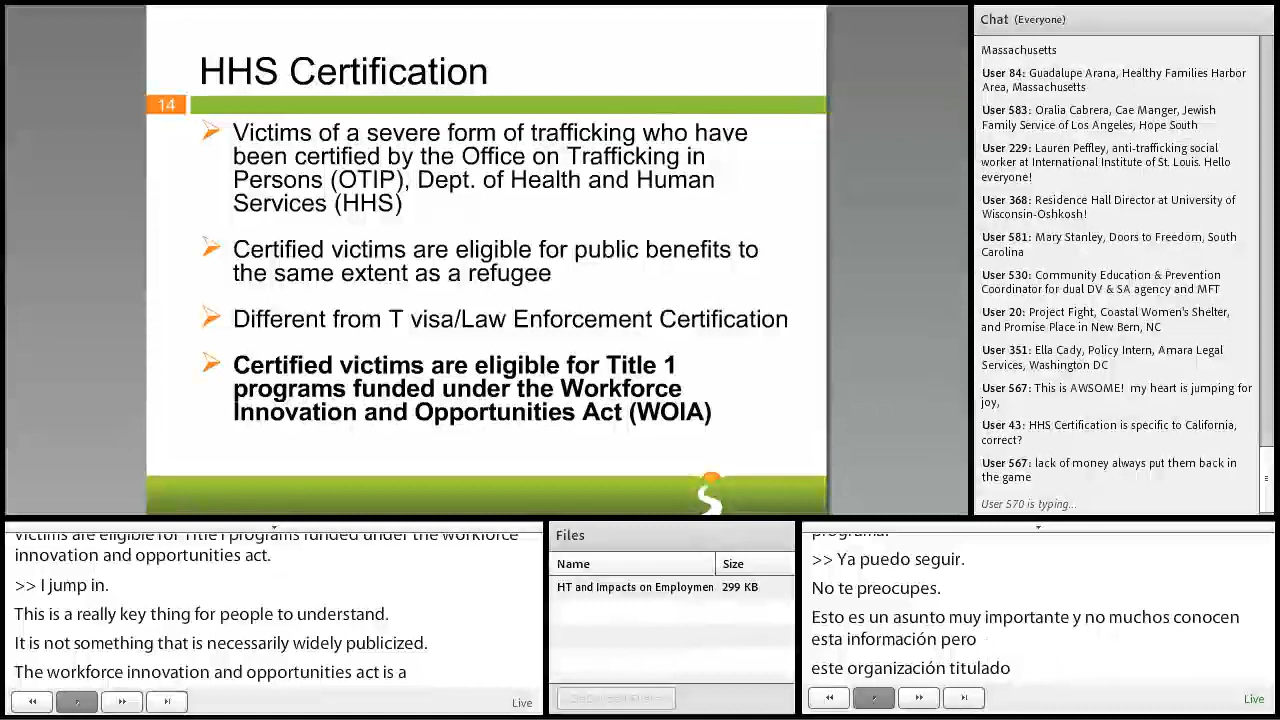 HHS Certification
14
Victims of a severe form of trafficking who have
been certified by the Office on Trafficking in
Persons (OTIP), Dept. of Health and Human
Services (HHS)
Certified victims are eligible for public benefits to
the same extent as a refugee
Different from T visa/Law Enforcement Certification
Certified victims are eligible for Title 1
programs funded under the Workforce
Innovation and Opportunities Act (WOIA)
Chat (Everyone)
Massachusetts
User 84: Guadalupe Arana, Healthy Families Harbor
Area, Massachusetts
User 583: Oralia Cabrera, Cae Manger, Jewish
Family Service of Los Angeles, Hope South
User 229: Lauren Peffley, anti-trafficking social
worker at International Institute of St. Louis. Hello
everyone!
User 368: Residence Hall Director at University of
Wisconsin-Oshkosh!
User 581: Mary Stanley, Doors to Freedom, South
Carolina
User 530: Community Education & Prevention
Coordinator for dual DV & SA agency and MFT
User 20: Project Fight, Coastal Women's Shelter,
and Promise Place in New Bern, NC
User 351: Ella Cady, Policy Intern, Amara Legal
Services, Washington DC
User 567: This is AWSOME! my heart is jumping for
joy,
User 43: HHS Certification is specific to California,
correct?
User 567: lack of money always put them back in
the game
User 570 is typing...
victims are eligible for Title I programs funded under the workforce
innovation and opportunities act.
>> I jump in.
This is a really key thing for people to understand.
It is not something that is necessarily widely publicized.
The workforce innovation and opportunities act is a
Live
Files
Name Size
HT and Impacts on Employmen 299 KB
programa.
>> Ya puedo seguir.
No te preocupes.
Esto es un asunto muy importante y no muchos conocen
esta información pero
este organización titulado
Live